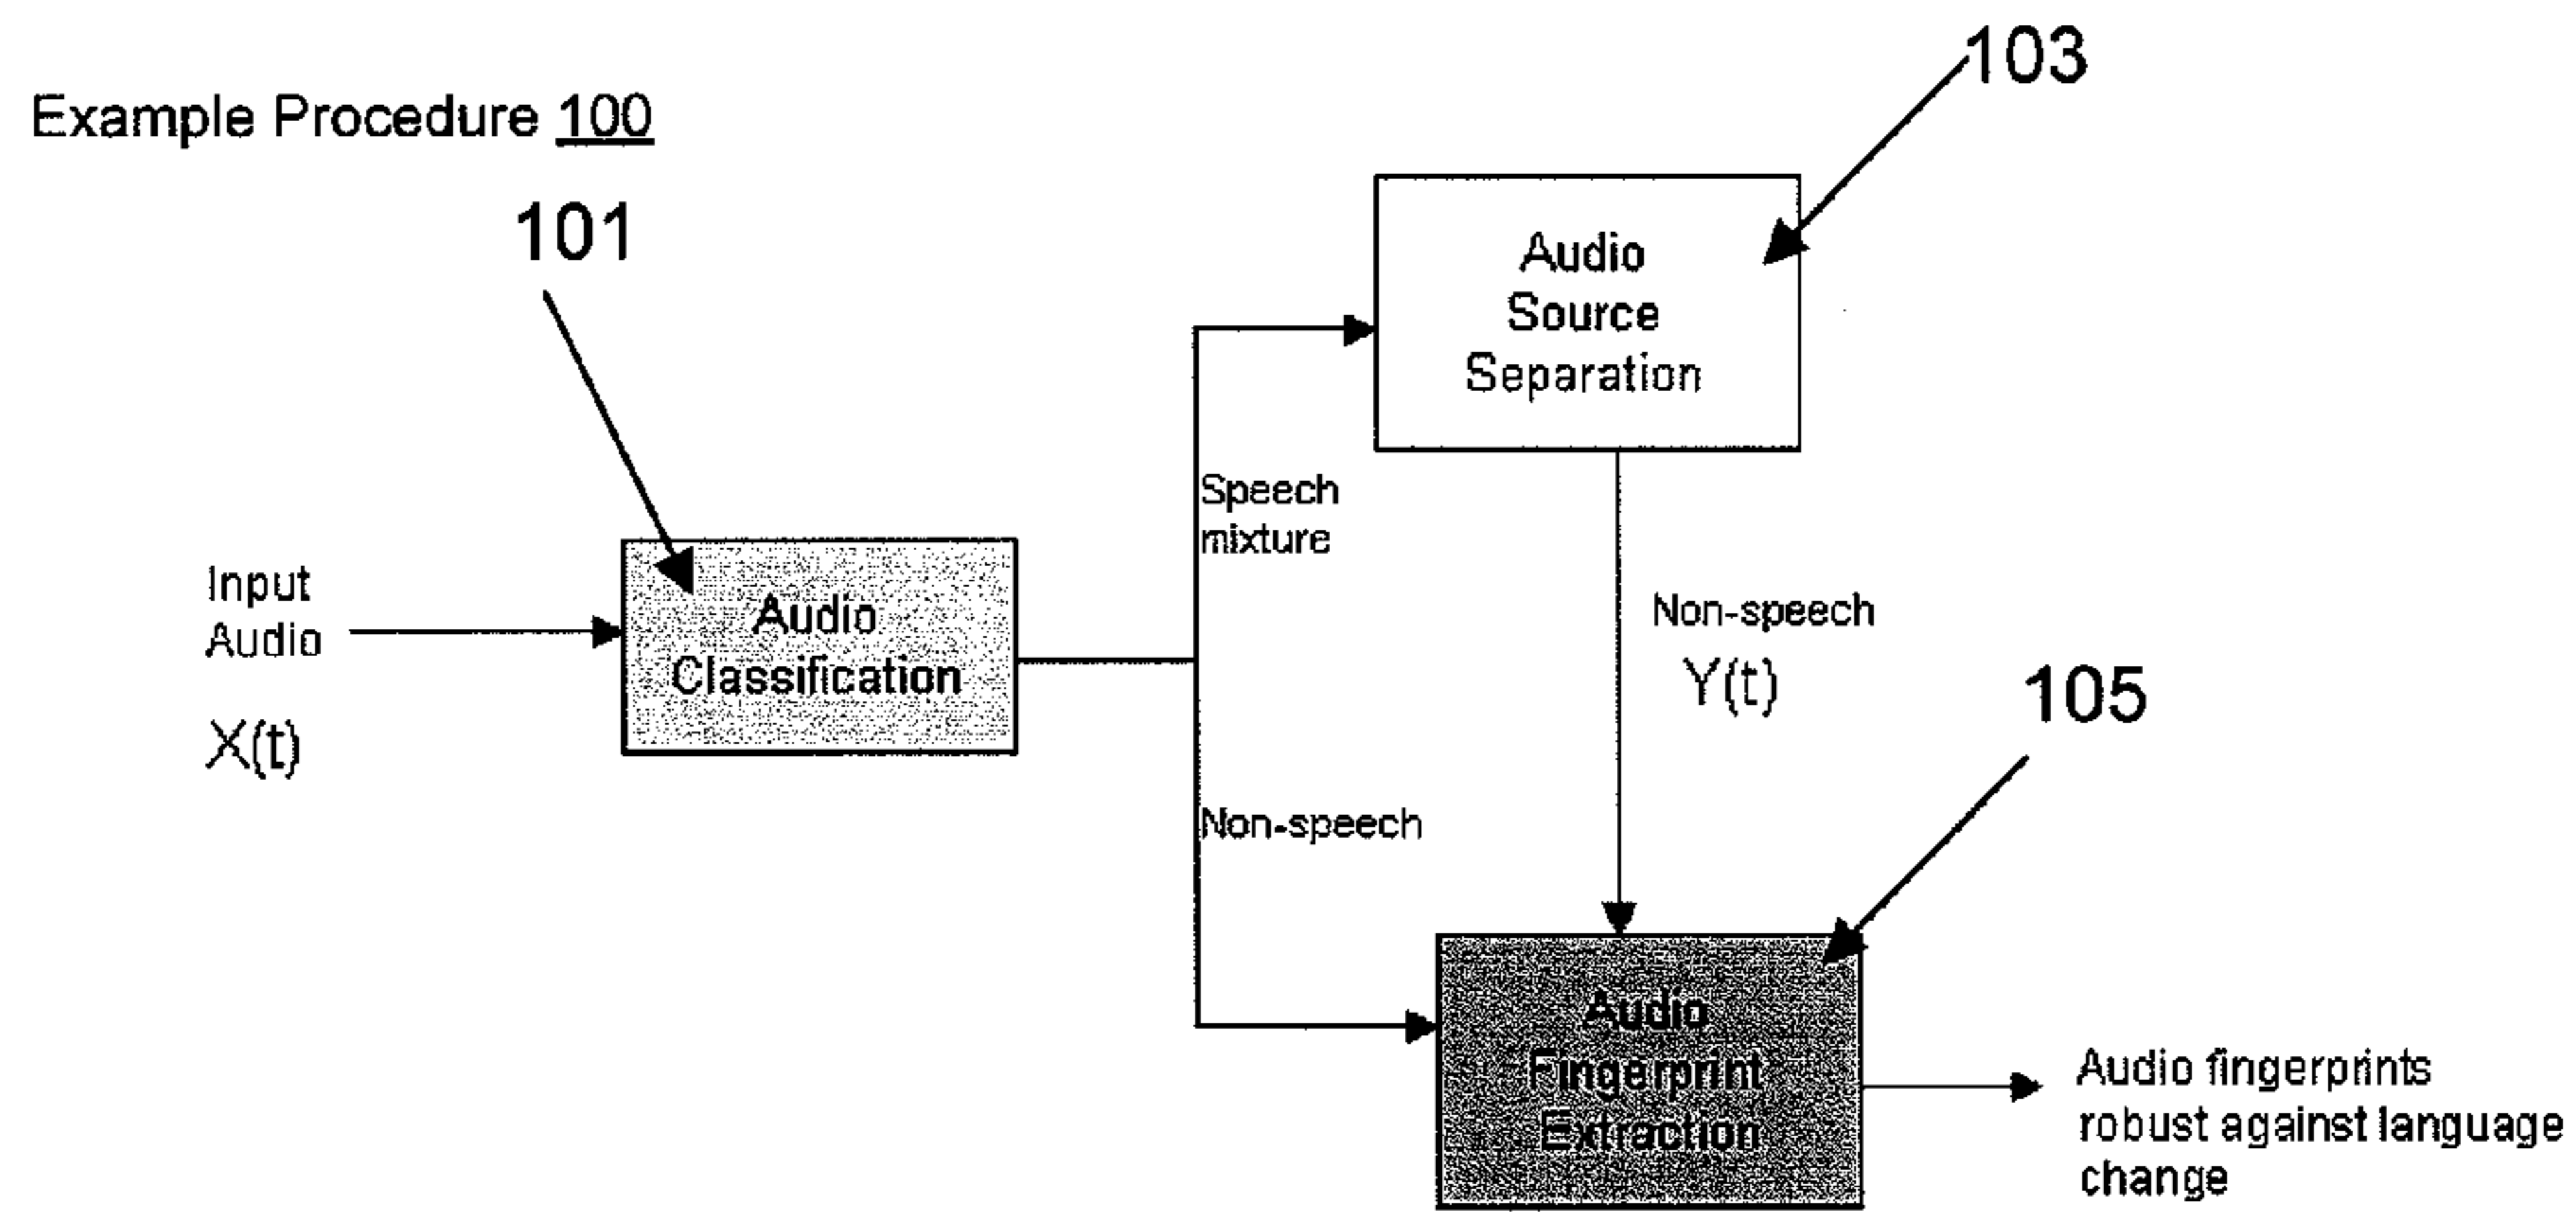 Example Procedure 100
101
103
Audio
Source
Separation
Speech
mixture
Input
Audio
X(t)
Audio
Classification
Non-speech
Y(t)
105
Non-speech
Audio
Fingerprint
Extraction
Audio fingerprints
robust against language
change